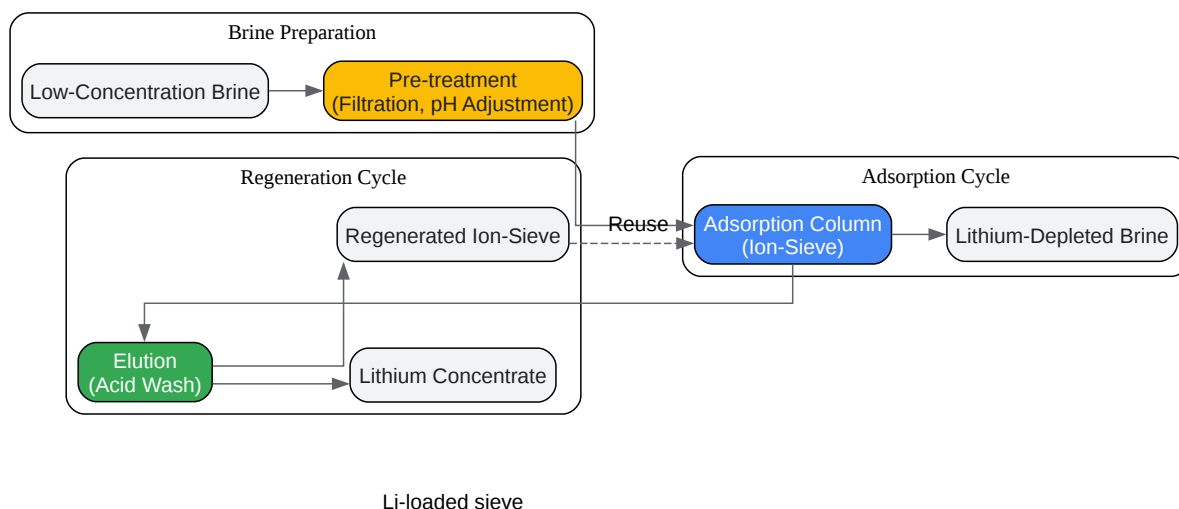 Brine Preparation
Low-Concentration Brine
Pre-treatment
(Filtration, pH Adjustment)
Regeneration Cycle
Regenerated Ion-Sieve
Reuse
Elution
(Acid Wash)
Lithium Concentrate
Adsorption Cycle
Adsorption Column
(Ion-Sieve)
Lithium-Depleted Brine
Li-loaded sieve